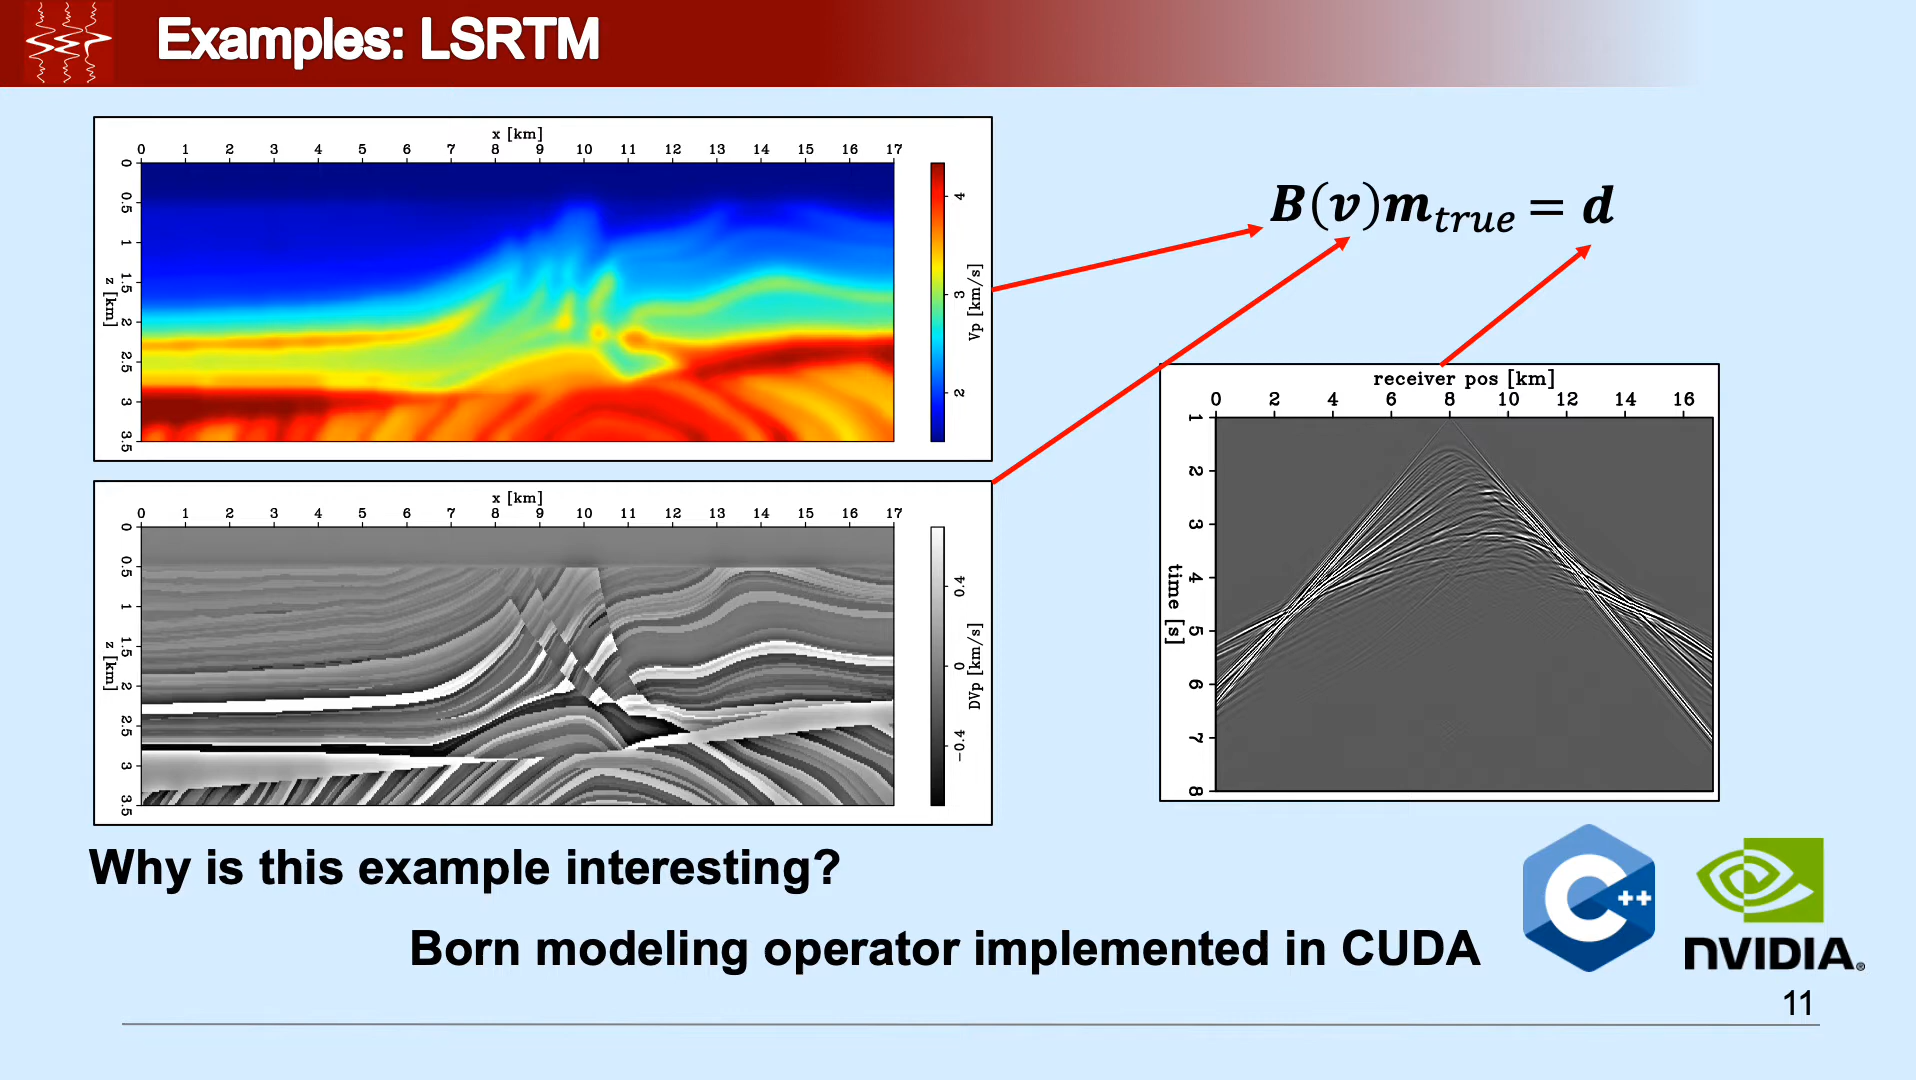 Examples: LSRTM
x [km]
0 1 2 3 4 5 6 7 8 9 10 11 12 13 14 15 16 17
0 0.5 1 1.5 2 2.5 3 3.5
z [km]
4 3 2
Vp [km/s]
B(v)m_true = d
x [km]
0 1 2 3 4 5 6 7 8 9 10 11 12 13 14 15 16 17
0 0.5 1 1.5 2 2.5 3 3.5
z [km]
0.4 0 −0.4
DVp [km/s]
receiver pos [km]
0 2 4 6 8 10 12 14 16
1 2 3 4 5 6 7 8
time [s]
Why is this example interesting?
Born modeling operator implemented in CUDA
C++
NVIDIA®
11